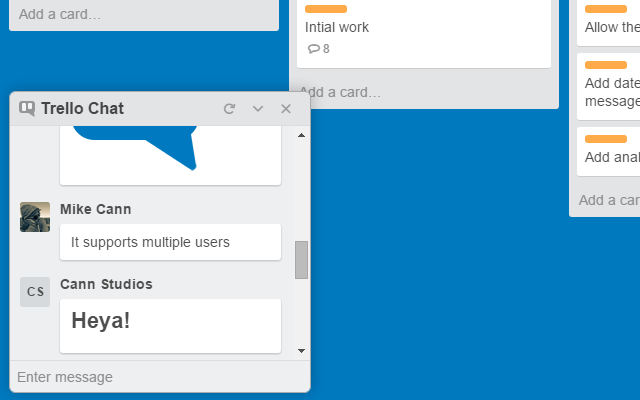 Add a card…
Intial work
8
Add a card…
Allow the
Add date
message
Add anal
Add a car
Trello Chat
Mike Cann
It supports multiple users
CS
Cann Studios
Heya!
Enter message